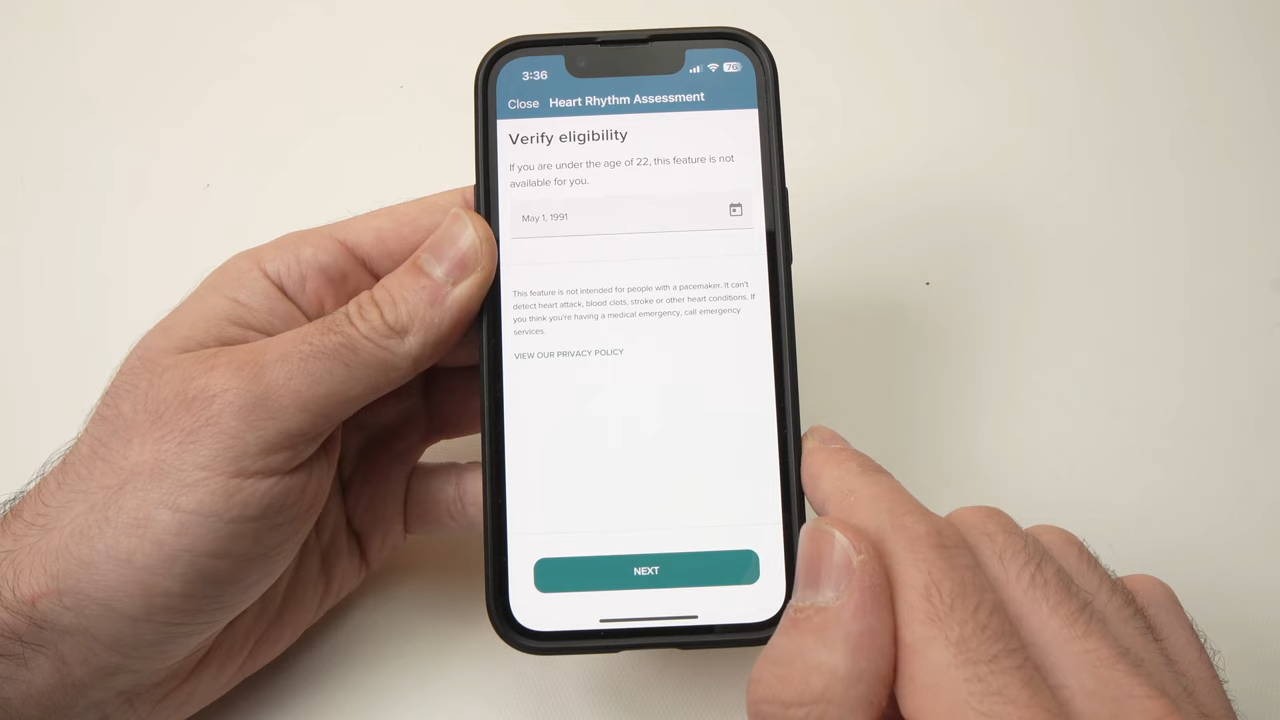 3:36
76
Close Heart Rhythm Assessment
Verify eligibility
If you are under the age of 22, this feature is not
available for you.
May 1, 1991
This feature is not intended for people with a pacemaker. It can't
detect heart attack, blood clots, stroke or other heart conditions. If
you think you're having a medical emergency, call emergency
services.
VIEW OUR PRIVACY POLICY
NEXT